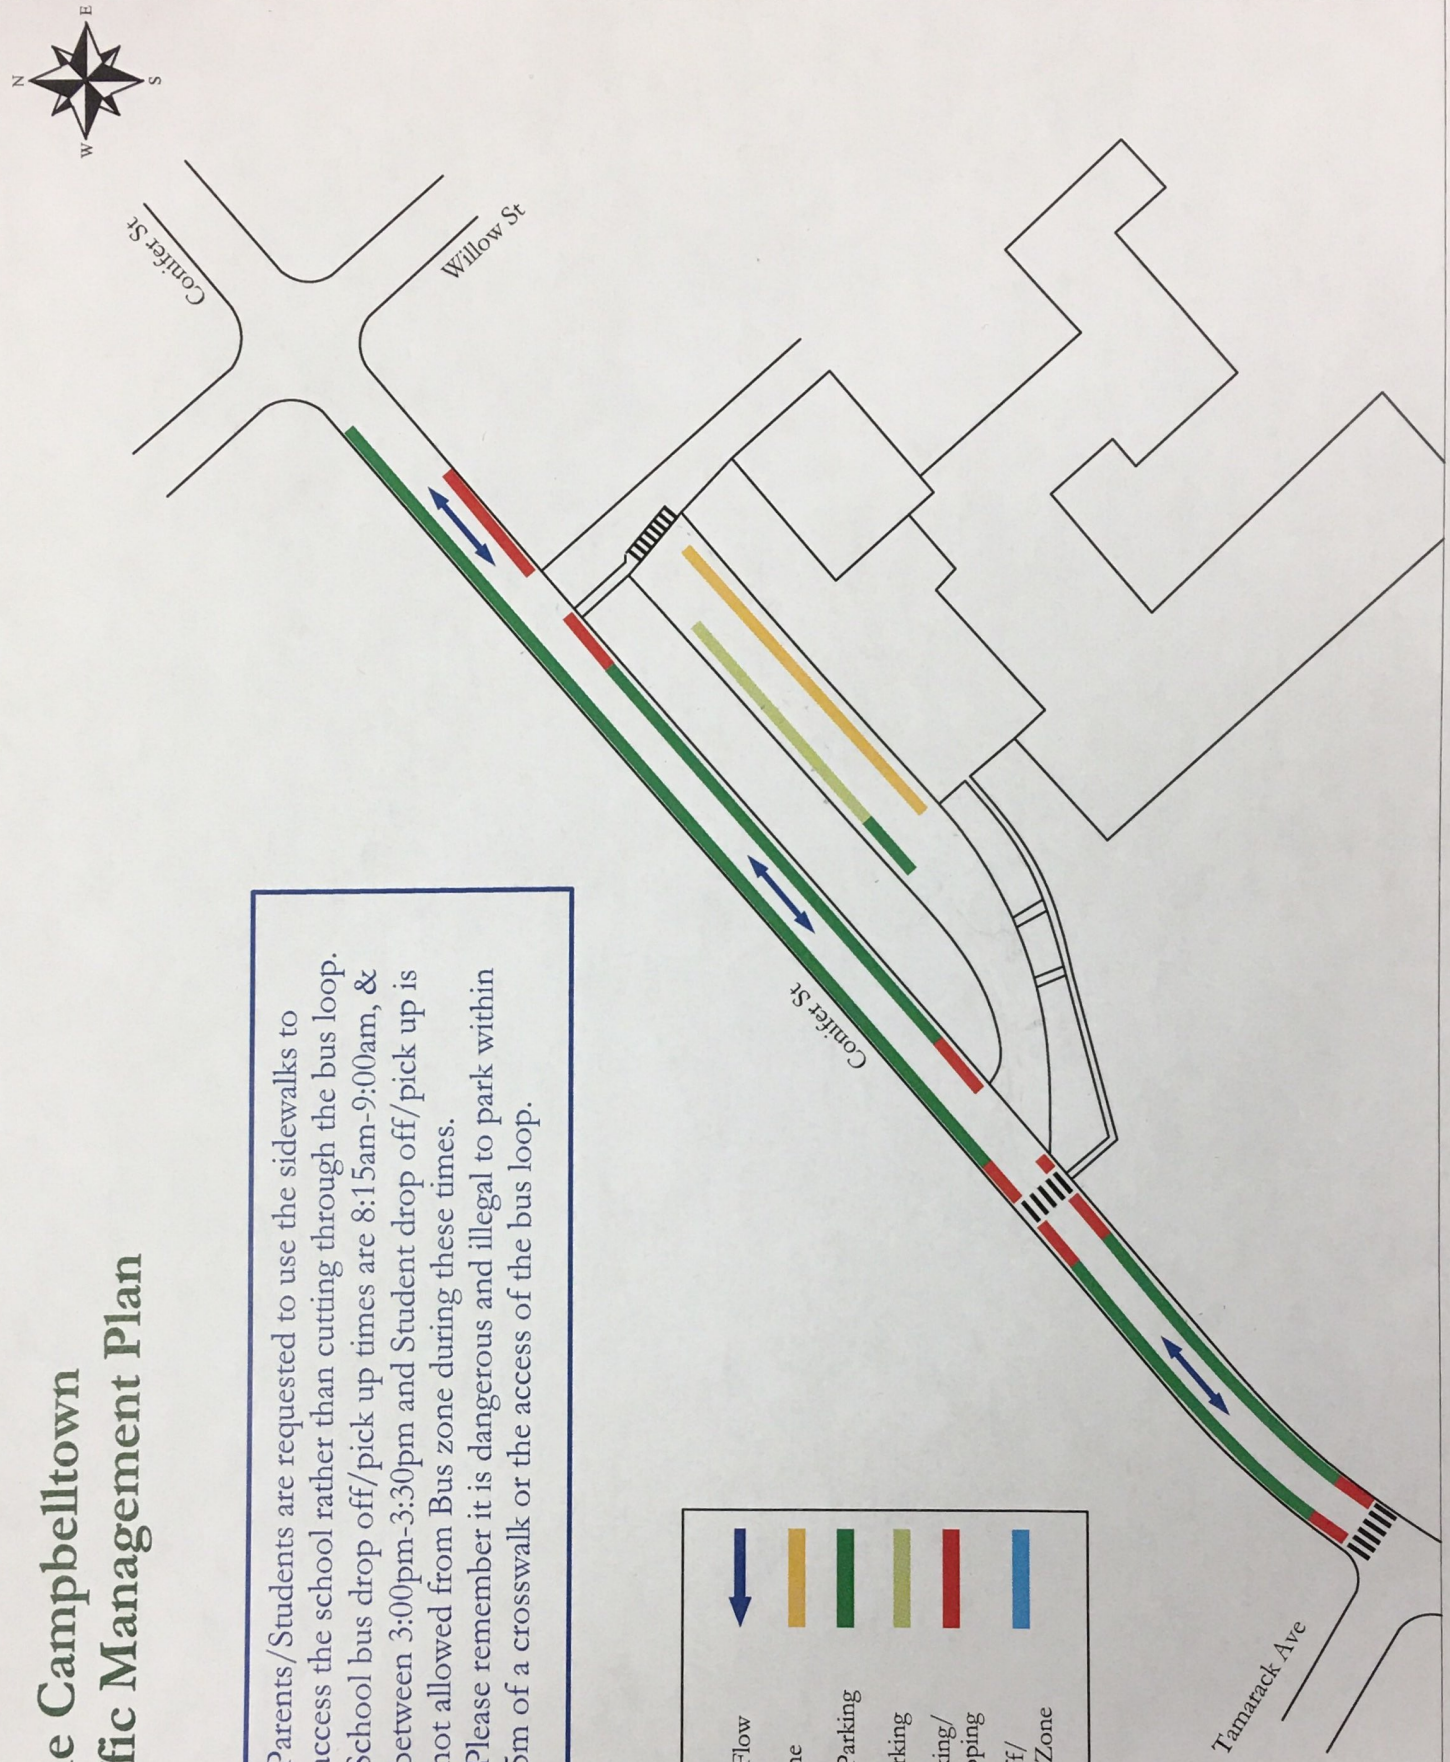 e Campbelltown
fic Management Plan
Parents/Students are requested to use the sidewalks to
access the school rather than cutting through the bus loop.
School bus drop off/pick up times are 8:15am-9:00am, &
between 3:00pm-3:30pm and Student drop off/pick up is
not allowed from Bus zone during these times.
Please remember it is dangerous and illegal to park within
5m of a crosswalk or the access of the bus loop.
N
E
S
W
Conifer St
Willow St
Conifer St
Tamarack Ave
Flow
ne
Parking
rking
ing/
pping
ff/
Zone